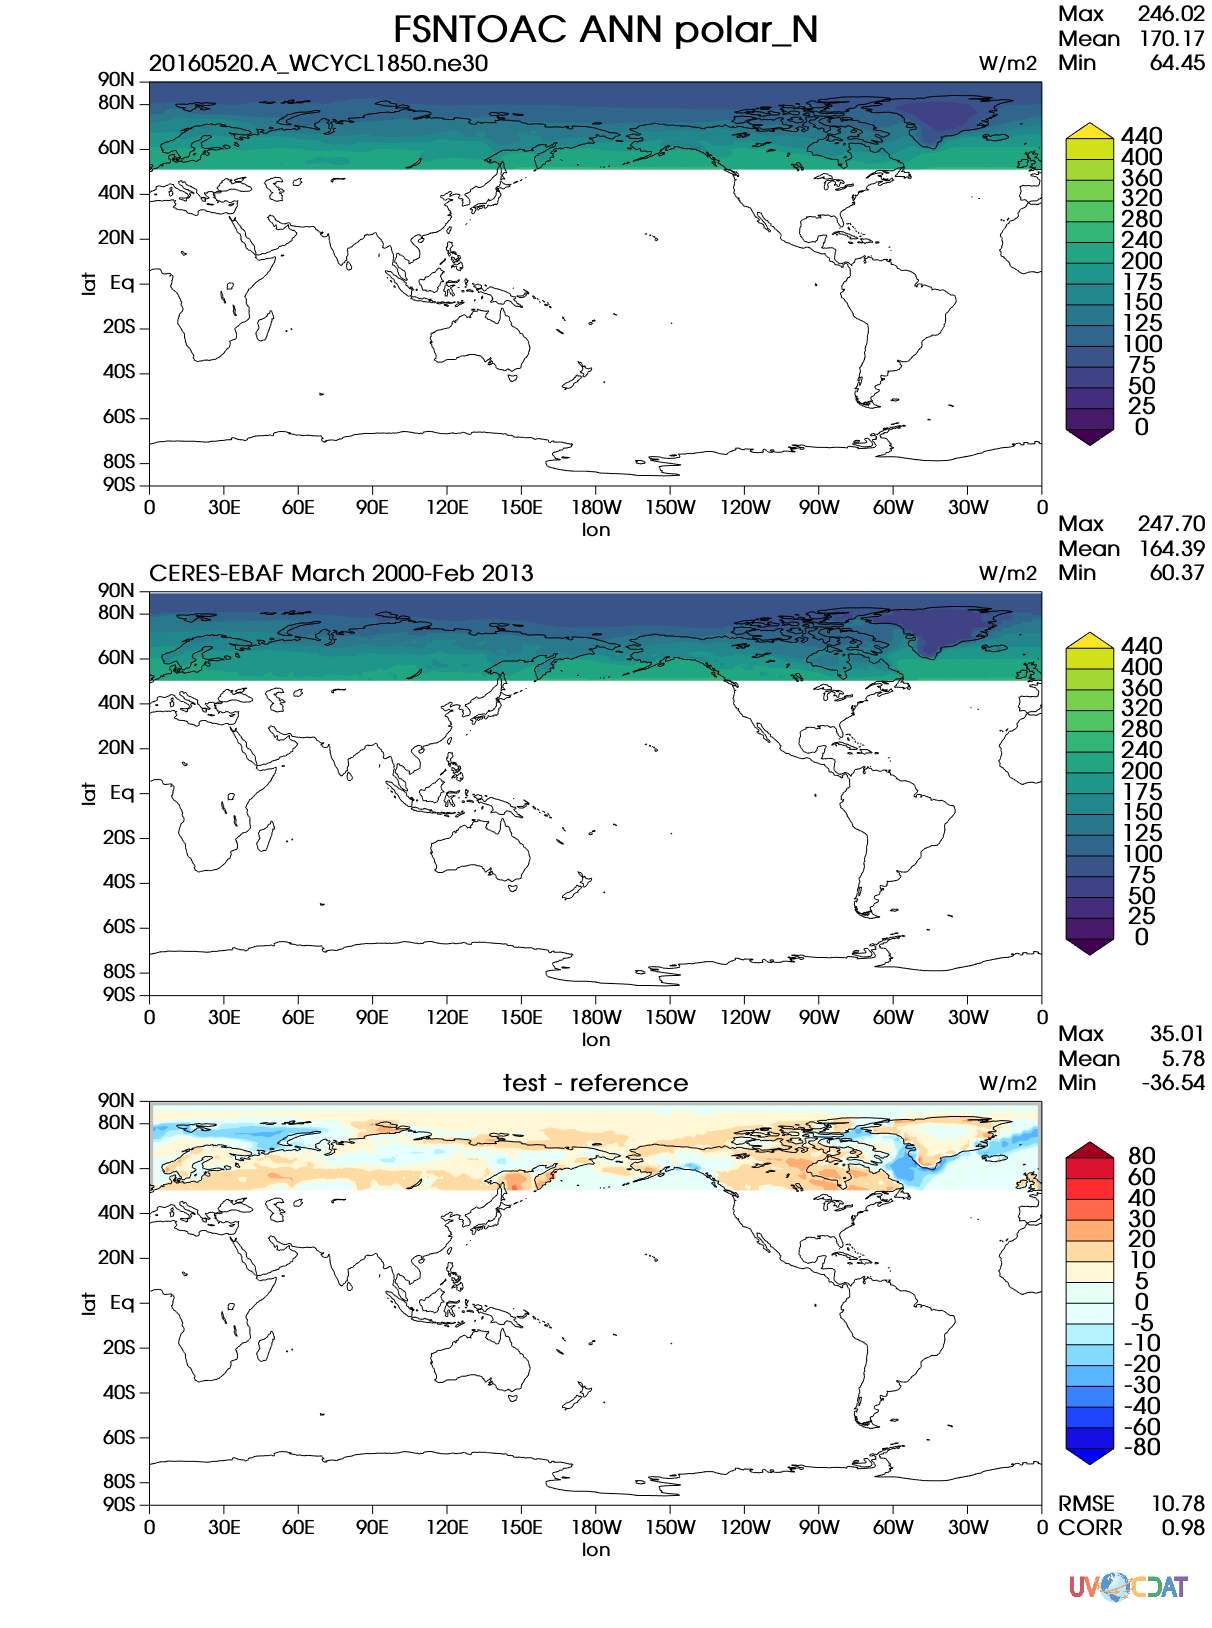 FSNTOAC ANN polar_N
Max 246.02
Mean 170.17
Min 64.45
20160520.A_WCYCL1850.ne30
W/m2
90N
80N
60N
40N
20N
Eq
20S
40S
60S
80S
90S
lat
0 30E 60E 90E 120E 150E 180W 150W 120W 90W 60W 30W 0
lon
440
400
360
320
280
240
200
175
150
125
100
75
50
25
0
Max 247.70
Mean 164.39
Min 60.37
CERES-EBAF March 2000-Feb 2013
W/m2
90N
80N
60N
40N
20N
Eq
20S
40S
60S
80S
90S
lat
0 30E 60E 90E 120E 150E 180W 150W 120W 90W 60W 30W 0
lon
440
400
360
320
280
240
200
175
150
125
100
75
50
25
0
Max 35.01
Mean 5.78
Min -36.54
test - reference
W/m2
90N
80N
60N
40N
20N
Eq
20S
40S
60S
80S
90S
lat
0 30E 60E 90E 120E 150E 180W 150W 120W 90W 60W 30W 0
lon
80
60
40
30
20
10
5
0
-5
-10
-20
-30
-40
-60
-80
RMSE 10.78
CORR 0.98
UV CDAT